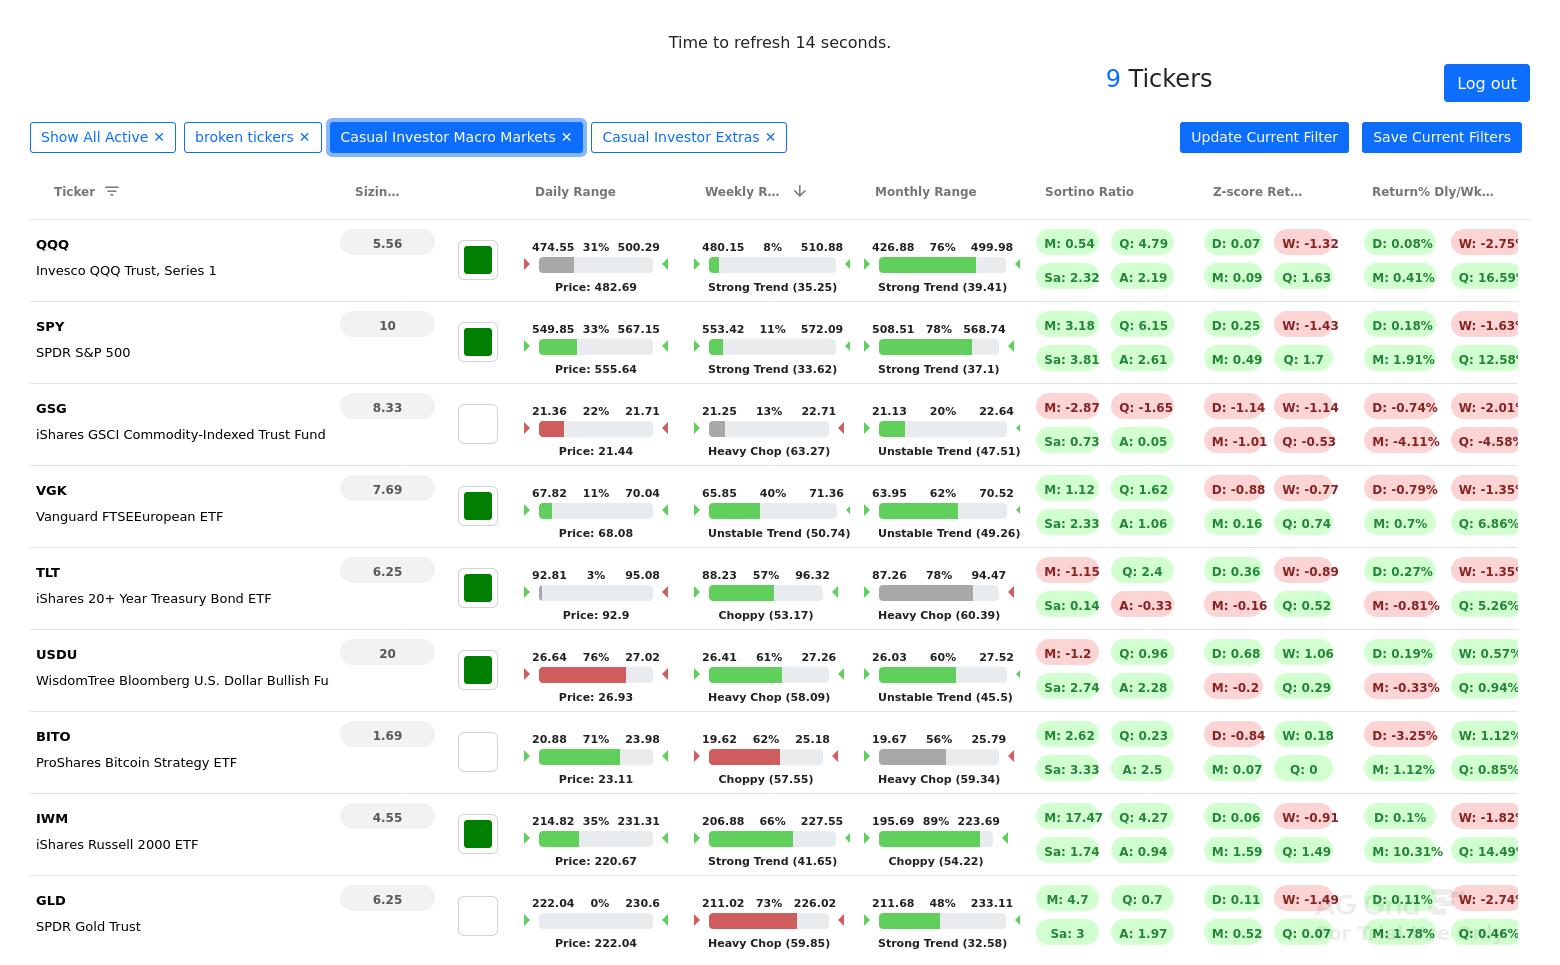 Time to refresh 14 seconds.
9 Tickers
Log out
Show All Active ✕ broken tickers ✕ Casual Investor Macro Markets ✕ Casual Investor Extras ✕ Update Current Filter Save Current Filters
Ticker Sizin... Daily Range Weekly R... Monthly Range Sortino Ratio Z-score Ret... Return% Dly/Wk...
QQQ 5.56 474.55 31% 500.29 480.15 8% 510.88 426.88 76% 499.98 M: 0.54 Q: 4.79 D: 0.07 W: -1.32 D: 0.08% W: -2.75%
Invesco QQQ Trust, Series 1 Sa: 2.32 A: 2.19 M: 0.09 Q: 1.63 M: 0.41% Q: 16.59%
Price: 482.69 Strong Trend (35.25) Strong Trend (39.41)
SPY 10 549.85 33% 567.15 553.42 11% 572.09 508.51 78% 568.74 M: 3.18 Q: 6.15 D: 0.25 W: -1.43 D: 0.18% W: -1.63%
SPDR S&P 500 Sa: 3.81 A: 2.61 M: 0.49 Q: 1.7 M: 1.91% Q: 12.58%
Price: 555.64 Strong Trend (33.62) Strong Trend (37.1)
GSG 8.33 21.36 22% 21.71 21.25 13% 22.71 21.13 20% 22.64 M: -2.87 Q: -1.65 D: -1.14 W: -1.14 D: -0.74% W: -2.01%
iShares GSCI Commodity-Indexed Trust Fund Sa: 0.73 A: 0.05 M: -1.01 Q: -0.53 M: -4.11% Q: -4.58%
Price: 21.44 Heavy Chop (63.27) Unstable Trend (47.51)
VGK 7.69 67.82 11% 70.04 65.85 40% 71.36 63.95 62% 70.52 M: 1.12 Q: 1.62 D: -0.88 W: -0.77 D: -0.79% W: -1.35%
Vanguard FTSEEuropean ETF Sa: 2.33 A: 1.06 M: 0.16 Q: 0.74 M: 0.7% Q: 6.86%
Price: 68.08 Unstable Trend (50.74) Unstable Trend (49.26)
TLT 6.25 92.81 3% 95.08 88.23 57% 96.32 87.26 78% 94.47 M: -1.15 Q: 2.4 D: 0.36 W: -0.89 D: 0.27% W: -1.35%
iShares 20+ Year Treasury Bond ETF Sa: 0.14 A: -0.33 M: -0.16 Q: 0.52 M: -0.81% Q: 5.26%
Price: 92.9 Choppy (53.17) Heavy Chop (60.39)
USDU 20 26.64 76% 27.02 26.41 61% 27.26 26.03 60% 27.52 M: -1.2 Q: 0.96 D: 0.68 W: 1.06 D: 0.19% W: 0.57%
WisdomTree Bloomberg U.S. Dollar Bullish Fu Sa: 2.74 A: 2.28 M: -0.2 Q: 0.29 M: -0.33% Q: 0.94%
Price: 26.93 Heavy Chop (58.09) Unstable Trend (45.5)
BITO 1.69 20.88 71% 23.98 19.62 62% 25.18 19.67 56% 25.79 M: 2.62 Q: 0.23 D: -0.84 W: 0.18 D: -3.25% W: 1.12%
ProShares Bitcoin Strategy ETF Sa: 3.33 A: 2.5 M: 0.07 Q: 0 M: 1.12% Q: 0.85%
Price: 23.11 Choppy (57.55) Heavy Chop (59.34)
IWM 4.55 214.82 35% 231.31 206.88 66% 227.55 195.69 89% 223.69 M: 17.47 Q: 4.27 D: 0.06 W: -0.91 D: 0.1% W: -1.82%
iShares Russell 2000 ETF Sa: 1.74 A: 0.94 M: 1.59 Q: 1.49 M: 10.31% Q: 14.49%
Price: 220.67 Strong Trend (41.65) Choppy (54.22)
GLD 6.25 222.04 0% 230.6 211.02 73% 226.02 211.68 48% 233.11 M: 4.7 Q: 0.7 D: 0.11 W: -1.49 D: 0.11% W: -2.74%
AG Grid
SPDR Gold Trust Sa: 3 A: 1.97 M: 0.52 Q: 0.07 M: 1.78% Q: 0.46%
For Trial Use Only
Price: 222.04 Heavy Chop (59.85) Strong Trend (32.58)